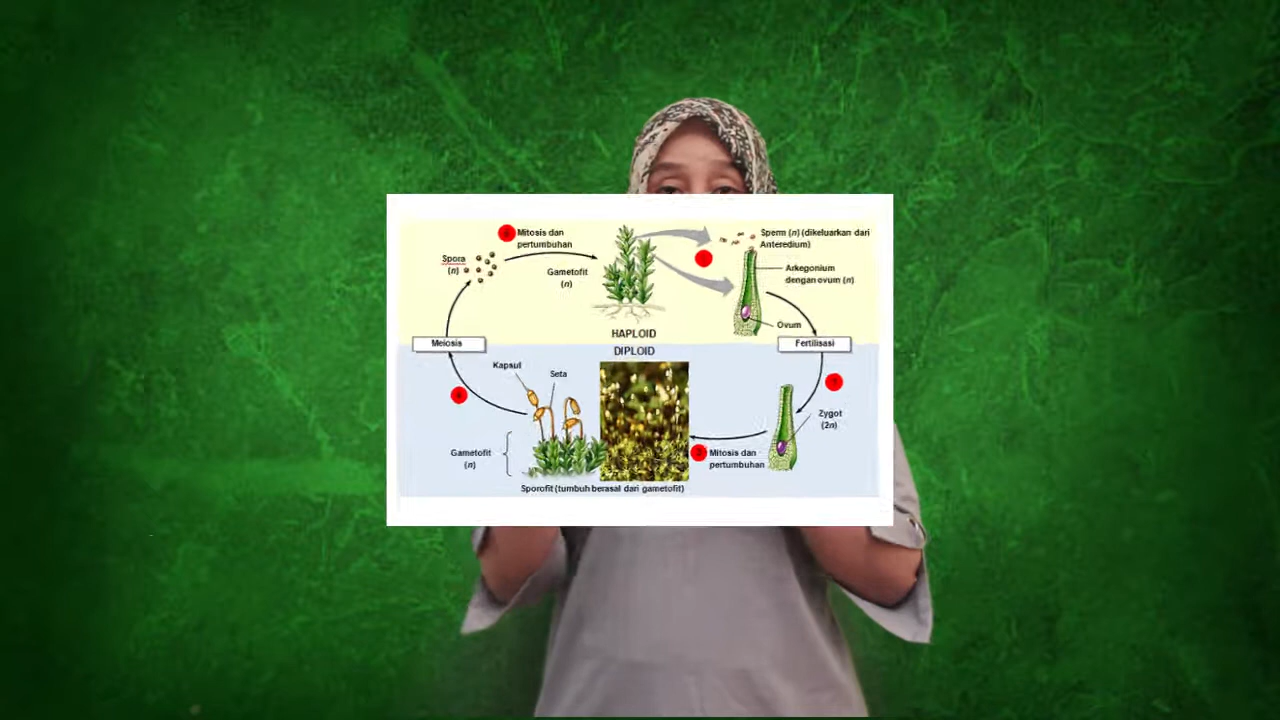 Mitosis dan
pertumbuhan
Spora
(n)
Gametofit
(n)
Sperm (n) (dikeluarkan dari
Anteredium)
Arkegonium
dengan ovum (n)
Ovum
HAPLOID
Meiosis
Fertilisasi
DIPLOID
Kapsul
Seta
Zygot
(2n)
Gametofit
(n)
Mitosis dan
pertumbuhan
Sporofit (tumbuh berasal dari gametofit)